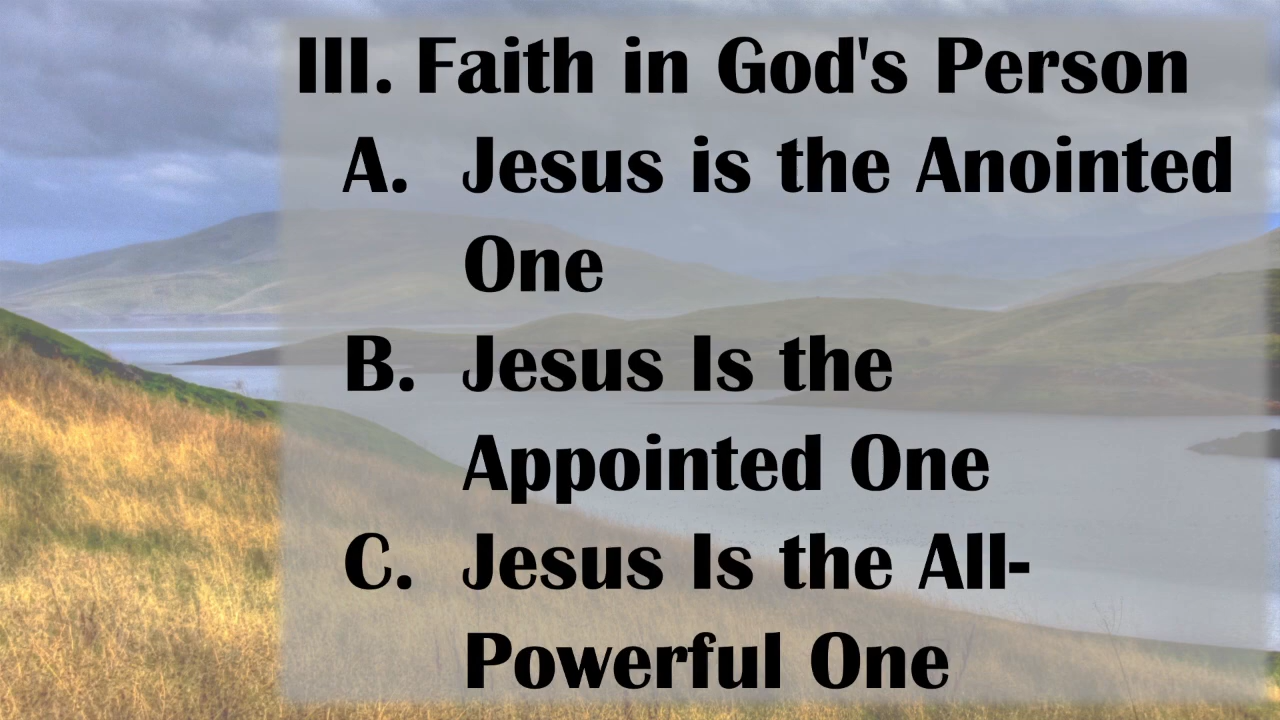 III. Faith in God's Person
A. Jesus is the Anointed
One
B. Jesus Is the
Appointed One
C. Jesus Is the All-
Powerful One